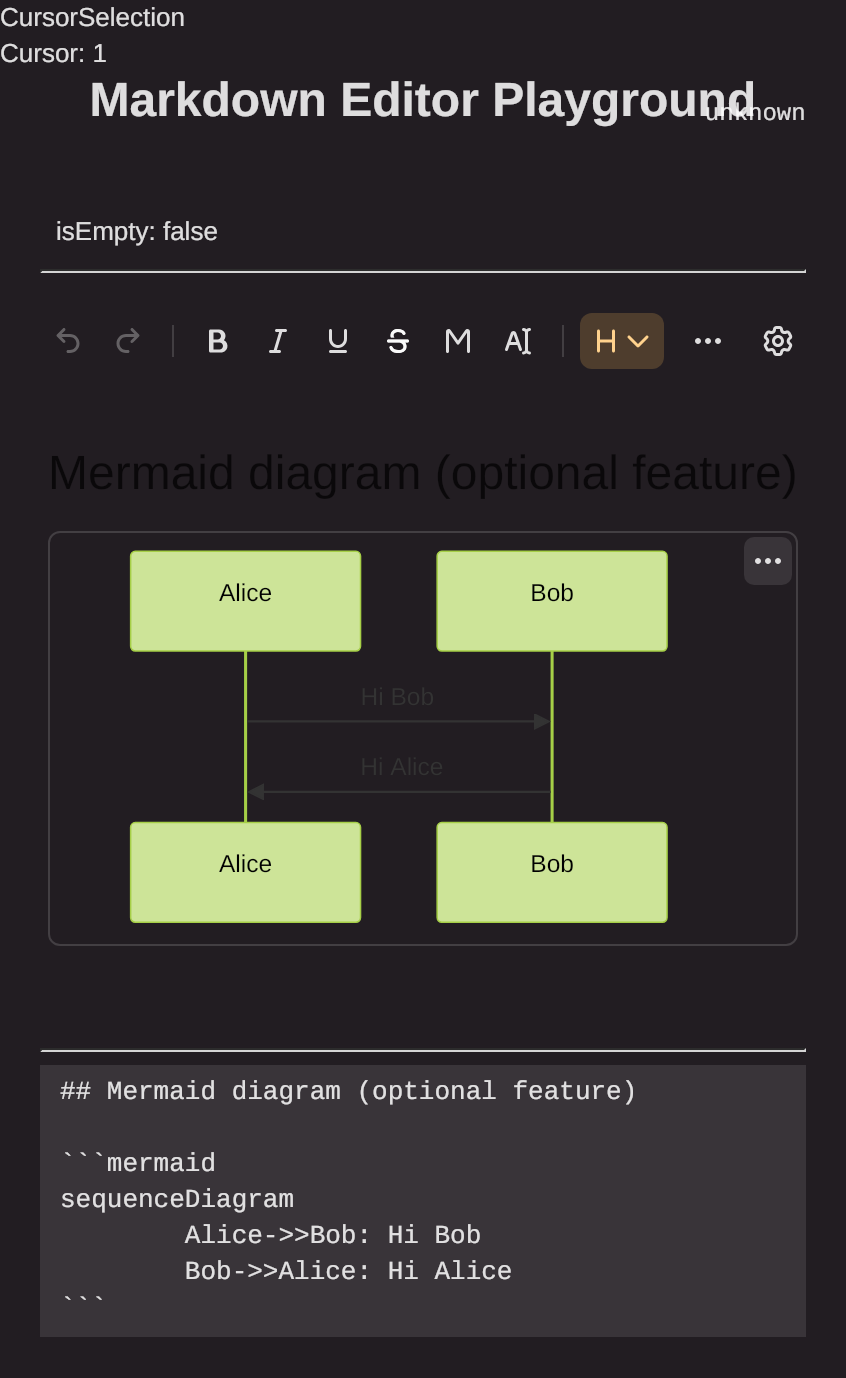 CursorSelection
Cursor: 1
Markdown Editor Playground
unknown
isEmpty: false
B I U S M A H
Mermaid diagram (optional feature)
Alice Bob
Hi Bob
Hi Alice
Alice Bob
## Mermaid diagram (optional feature)
```mermaid
sequenceDiagram
        Alice->>Bob: Hi Bob
        Bob->>Alice: Hi Alice
```